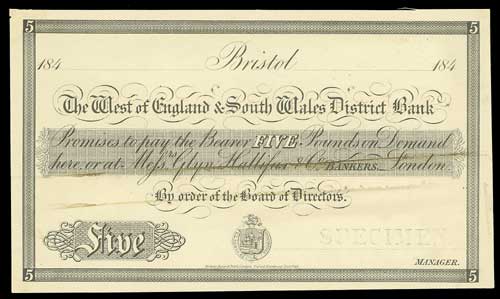 5 5
184 Bristol 184
The West of England & South Wales District Bank
Promises to pay the Bearer FIVE Pounds on Demand
here, or at Messrs. Glyn Hallifax & Co. BANKERS, London.
By order of the Board of Directors.
Five
SPECIMEN
MANAGER.
5 5